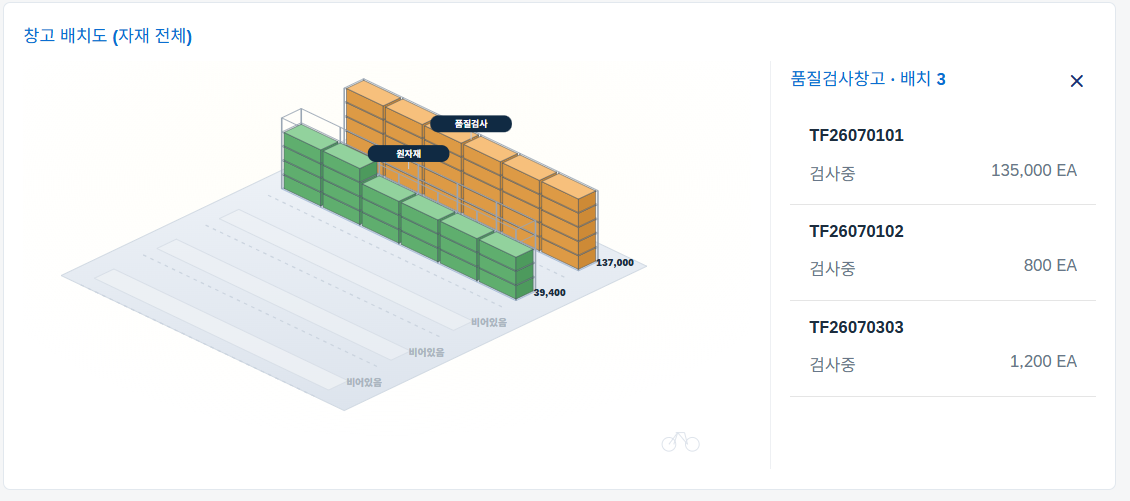 창고 배치도 (자재 전체)
품질검사
원자재
137,000
39,400
비어있음
비어있음
비어있음
품질검사창고 · 배치 3
TF26070101
검사중 135,000 EA
TF26070102
검사중 800 EA
TF26070303
검사중 1,200 EA